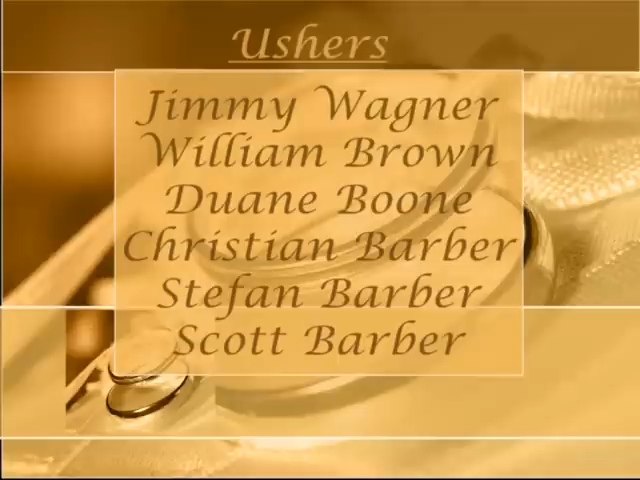 Ushers
Jimmy Wagner
William Brown
Duane Boone
Christian Barber
Stefan Barber
Scott Barber